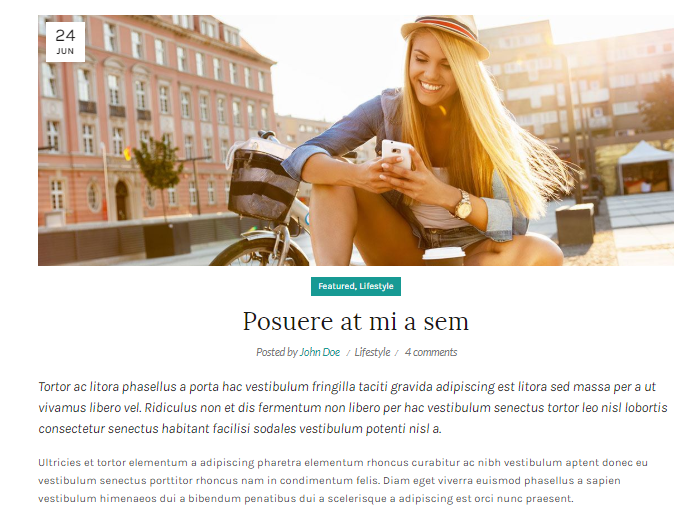 24
JUN
Featured, Lifestyle
Posuere at mi a sem
Posted by John Doe / Lifestyle / 4 comments
Tortor ac litora phasellus a porta hac vestibulum fringilla taciti gravida adipiscing est litora sed massa per a ut
vivamus libero vel. Ridiculus non et dis fermentum non libero per hac vestibulum senectus tortor leo nisl lobortis
consectetur senectus habitant facilisi sodales vestibulum potenti nisl a.
Ultricies et tortor elementum a adipiscing pharetra elementum rhoncus curabitur ac nibh vestibulum aptent donec eu
vestibulum senectus porttitor rhoncus nam in condimentum felis. Diam eget viverra euismod phasellus a sapien
vestibulum himenaeos dui a bibendum penatibus dui a scelerisque a adipiscing est orci nunc praesent.